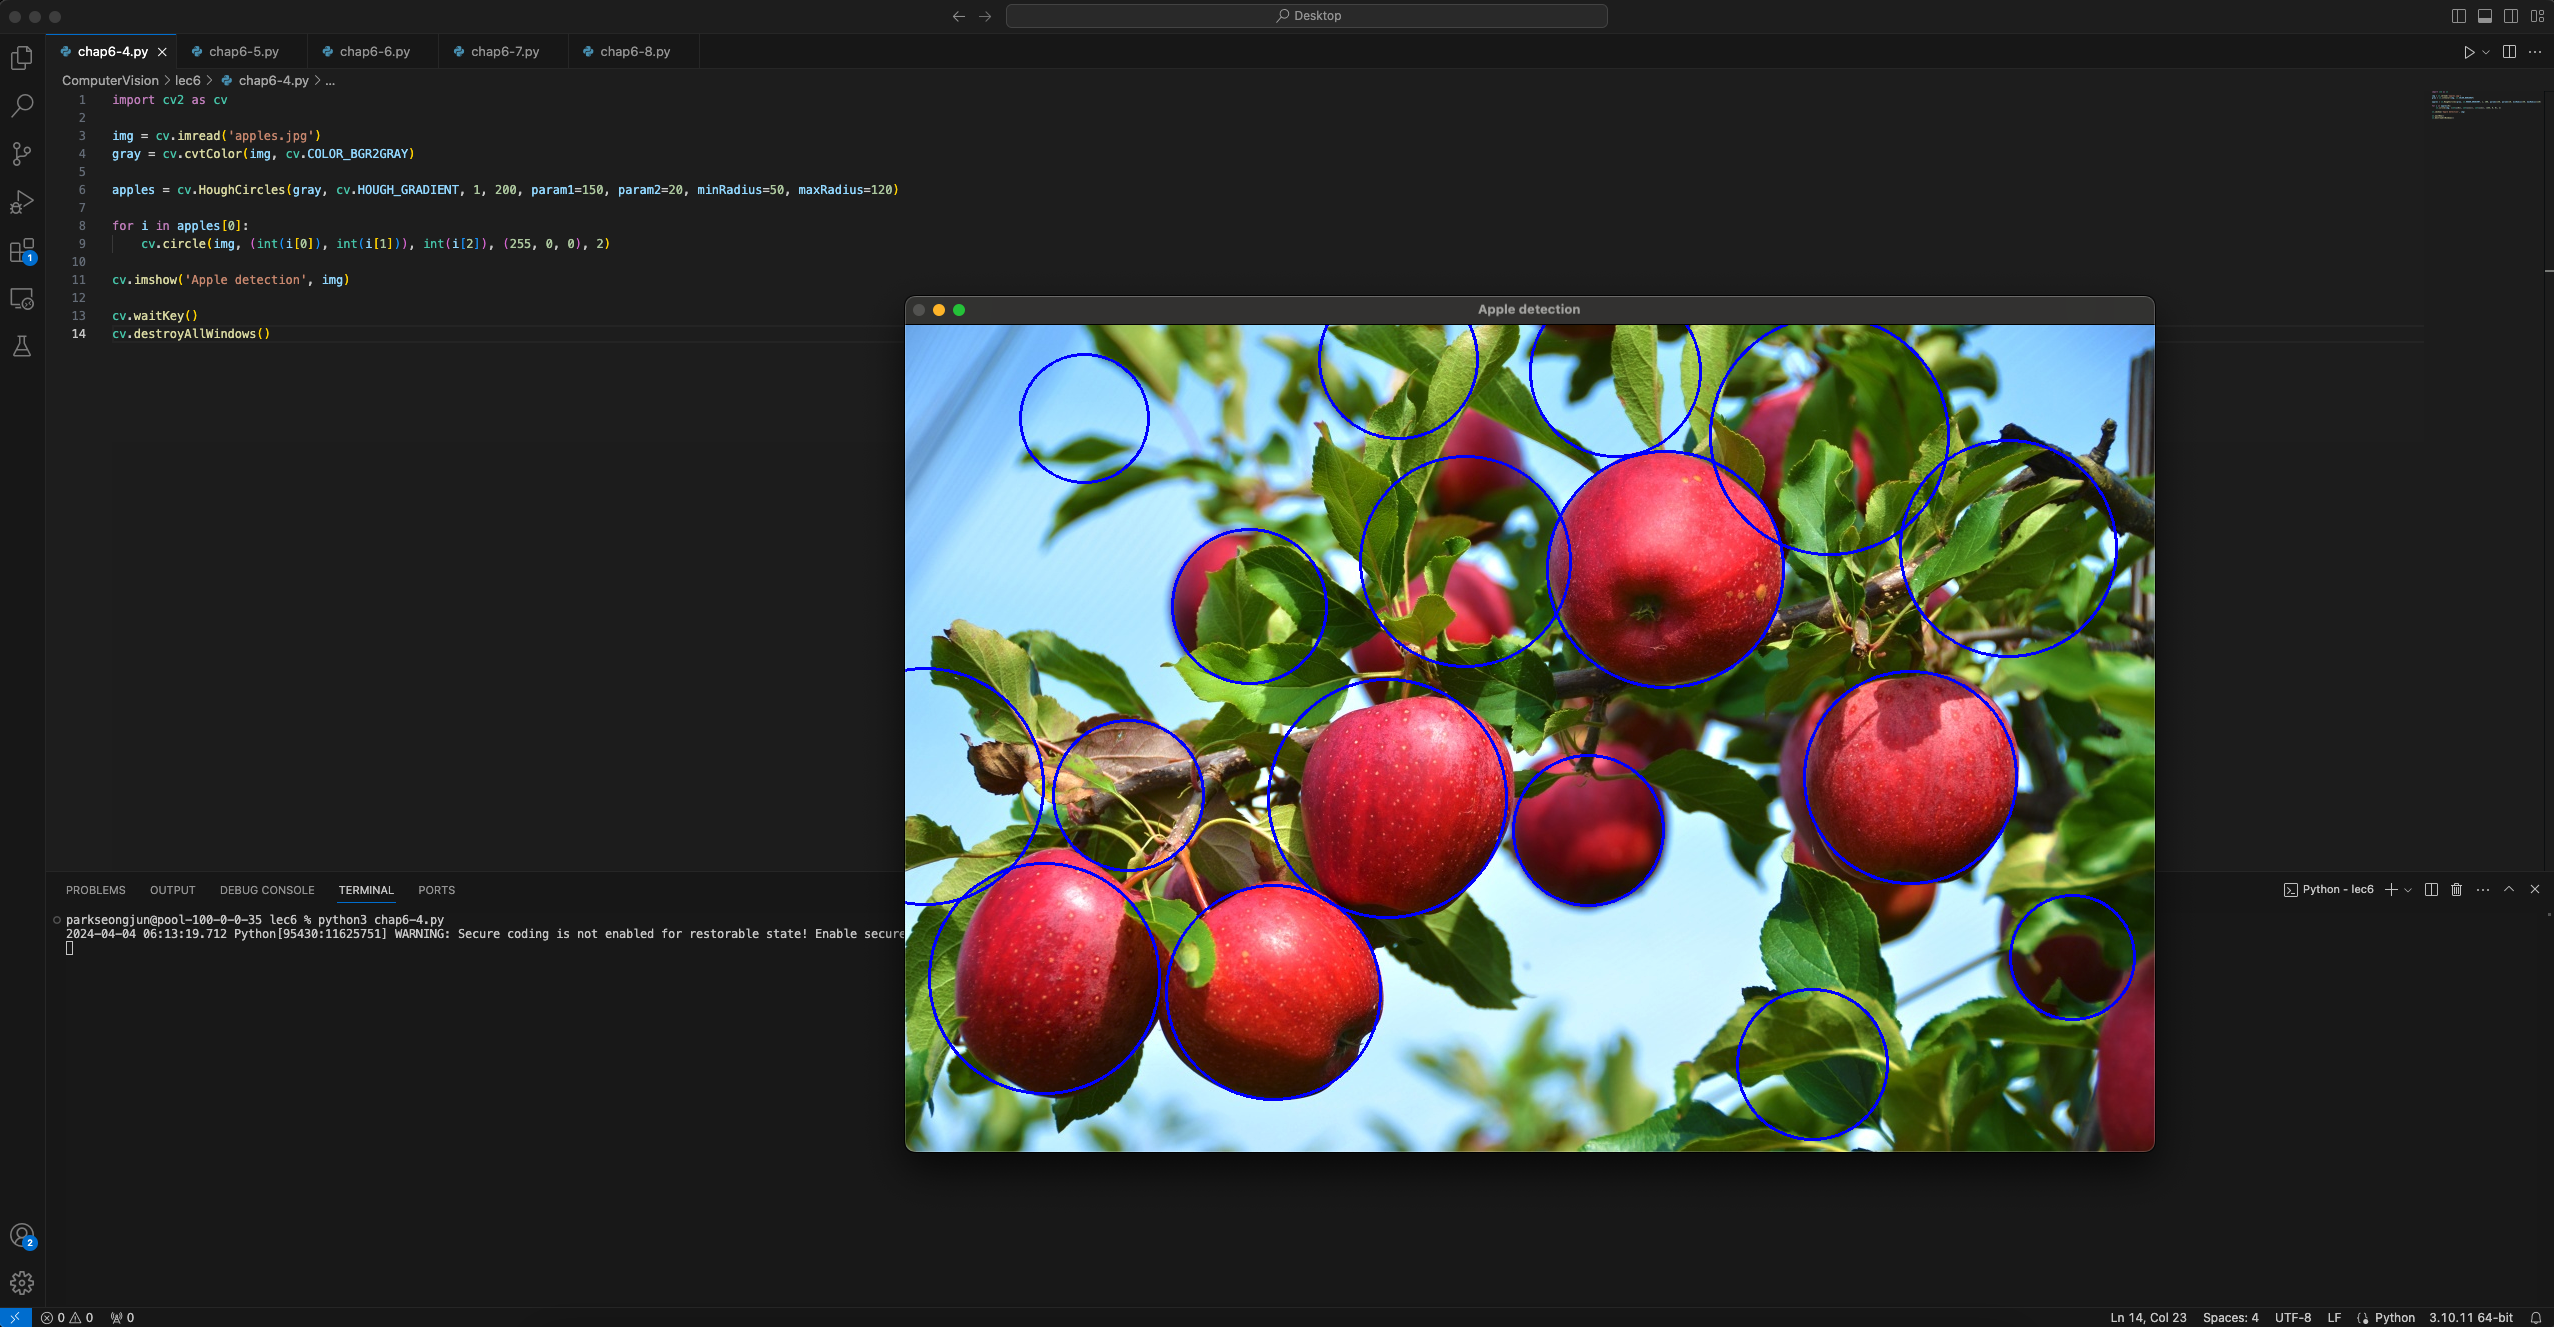 Desktop
chap6-4.py
chap6-5.py
chap6-6.py
chap6-7.py
chap6-8.py
ComputerVision > lec6 > chap6-4.py > ...
1 import cv2 as cv
2
3 img = cv.imread('apples.jpg')
4 gray = cv.cvtColor(img, cv.COLOR_BGR2GRAY)
5
6 apples = cv.HoughCircles(gray, cv.HOUGH_GRADIENT, 1, 200, param1=150, param2=20, minRadius=50, maxRadius=120)
7
8 for i in apples[0]:
9 cv.circle(img, (int(i[0]), int(i[1])), int(i[2]), (255, 0, 0), 2)
10
11 cv.imshow('Apple detection', img)
12
13 cv.waitKey()
14 cv.destroyAllWindows()
1
Apple detection
PROBLEMS OUTPUT DEBUG CONSOLE TERMINAL PORTS
Python - lec6
parkseongjun@pool-100-0-0-35 lec6 % python3 chap6-4.py
2024-04-04 06:13:19.712 Python[95430:11625751] WARNING: Secure coding is not enabled for restorable state! Enable secure
2
0 0 0
Ln 14, Col 23 Spaces: 4 UTF-8 LF Python 3.10.11 64-bit